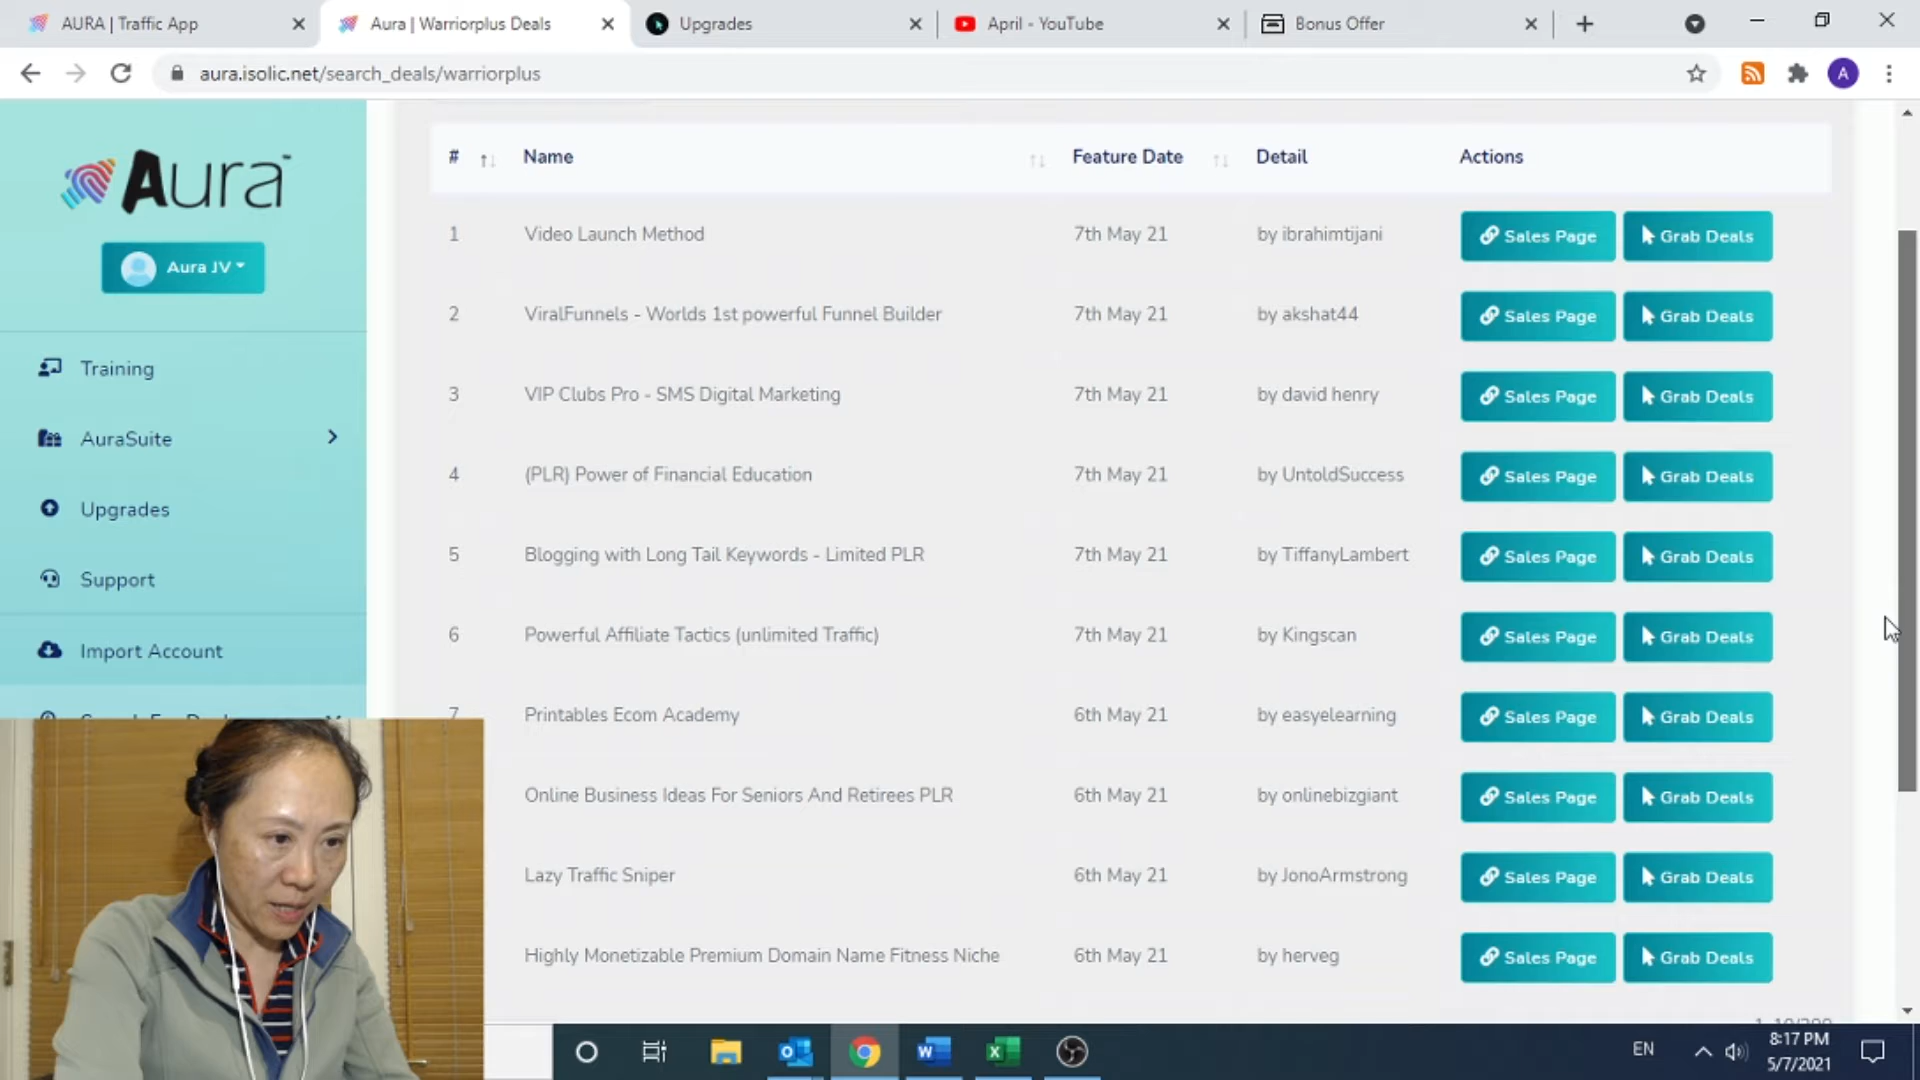 AURA | Traffic App
Aura | Warriorplus Deals
Upgrades
April - YouTube
Bonus Offer
aura.isolic.net/search_deals/warriorplus
A
Aura™
Aura JV
Training
AuraSuite
Upgrades
Support
Import Account
# Name Feature Date Detail Actions
1 Video Launch Method 7th May 21 by ibrahimtijani Sales Page Grab Deals
2 ViralFunnels - Worlds 1st powerful Funnel Builder 7th May 21 by akshat44 Sales Page Grab Deals
3 VIP Clubs Pro - SMS Digital Marketing 7th May 21 by david henry Sales Page Grab Deals
4 (PLR) Power of Financial Education 7th May 21 by UntoldSuccess Sales Page Grab Deals
5 Blogging with Long Tail Keywords - Limited PLR 7th May 21 by TiffanyLambert Sales Page Grab Deals
6 Powerful Affiliate Tactics (unlimited Traffic) 7th May 21 by Kingscan Sales Page Grab Deals
7 Printables Ecom Academy 6th May 21 by easyelearning Sales Page Grab Deals
Online Business Ideas For Seniors And Retirees PLR 6th May 21 by onlinebizgiant Sales Page Grab Deals
Lazy Traffic Sniper 6th May 21 by JonoArmstrong Sales Page Grab Deals
Highly Monetizable Premium Domain Name Fitness Niche 6th May 21 by herveg Sales Page Grab Deals
EN
8:17 PM
5/7/2021